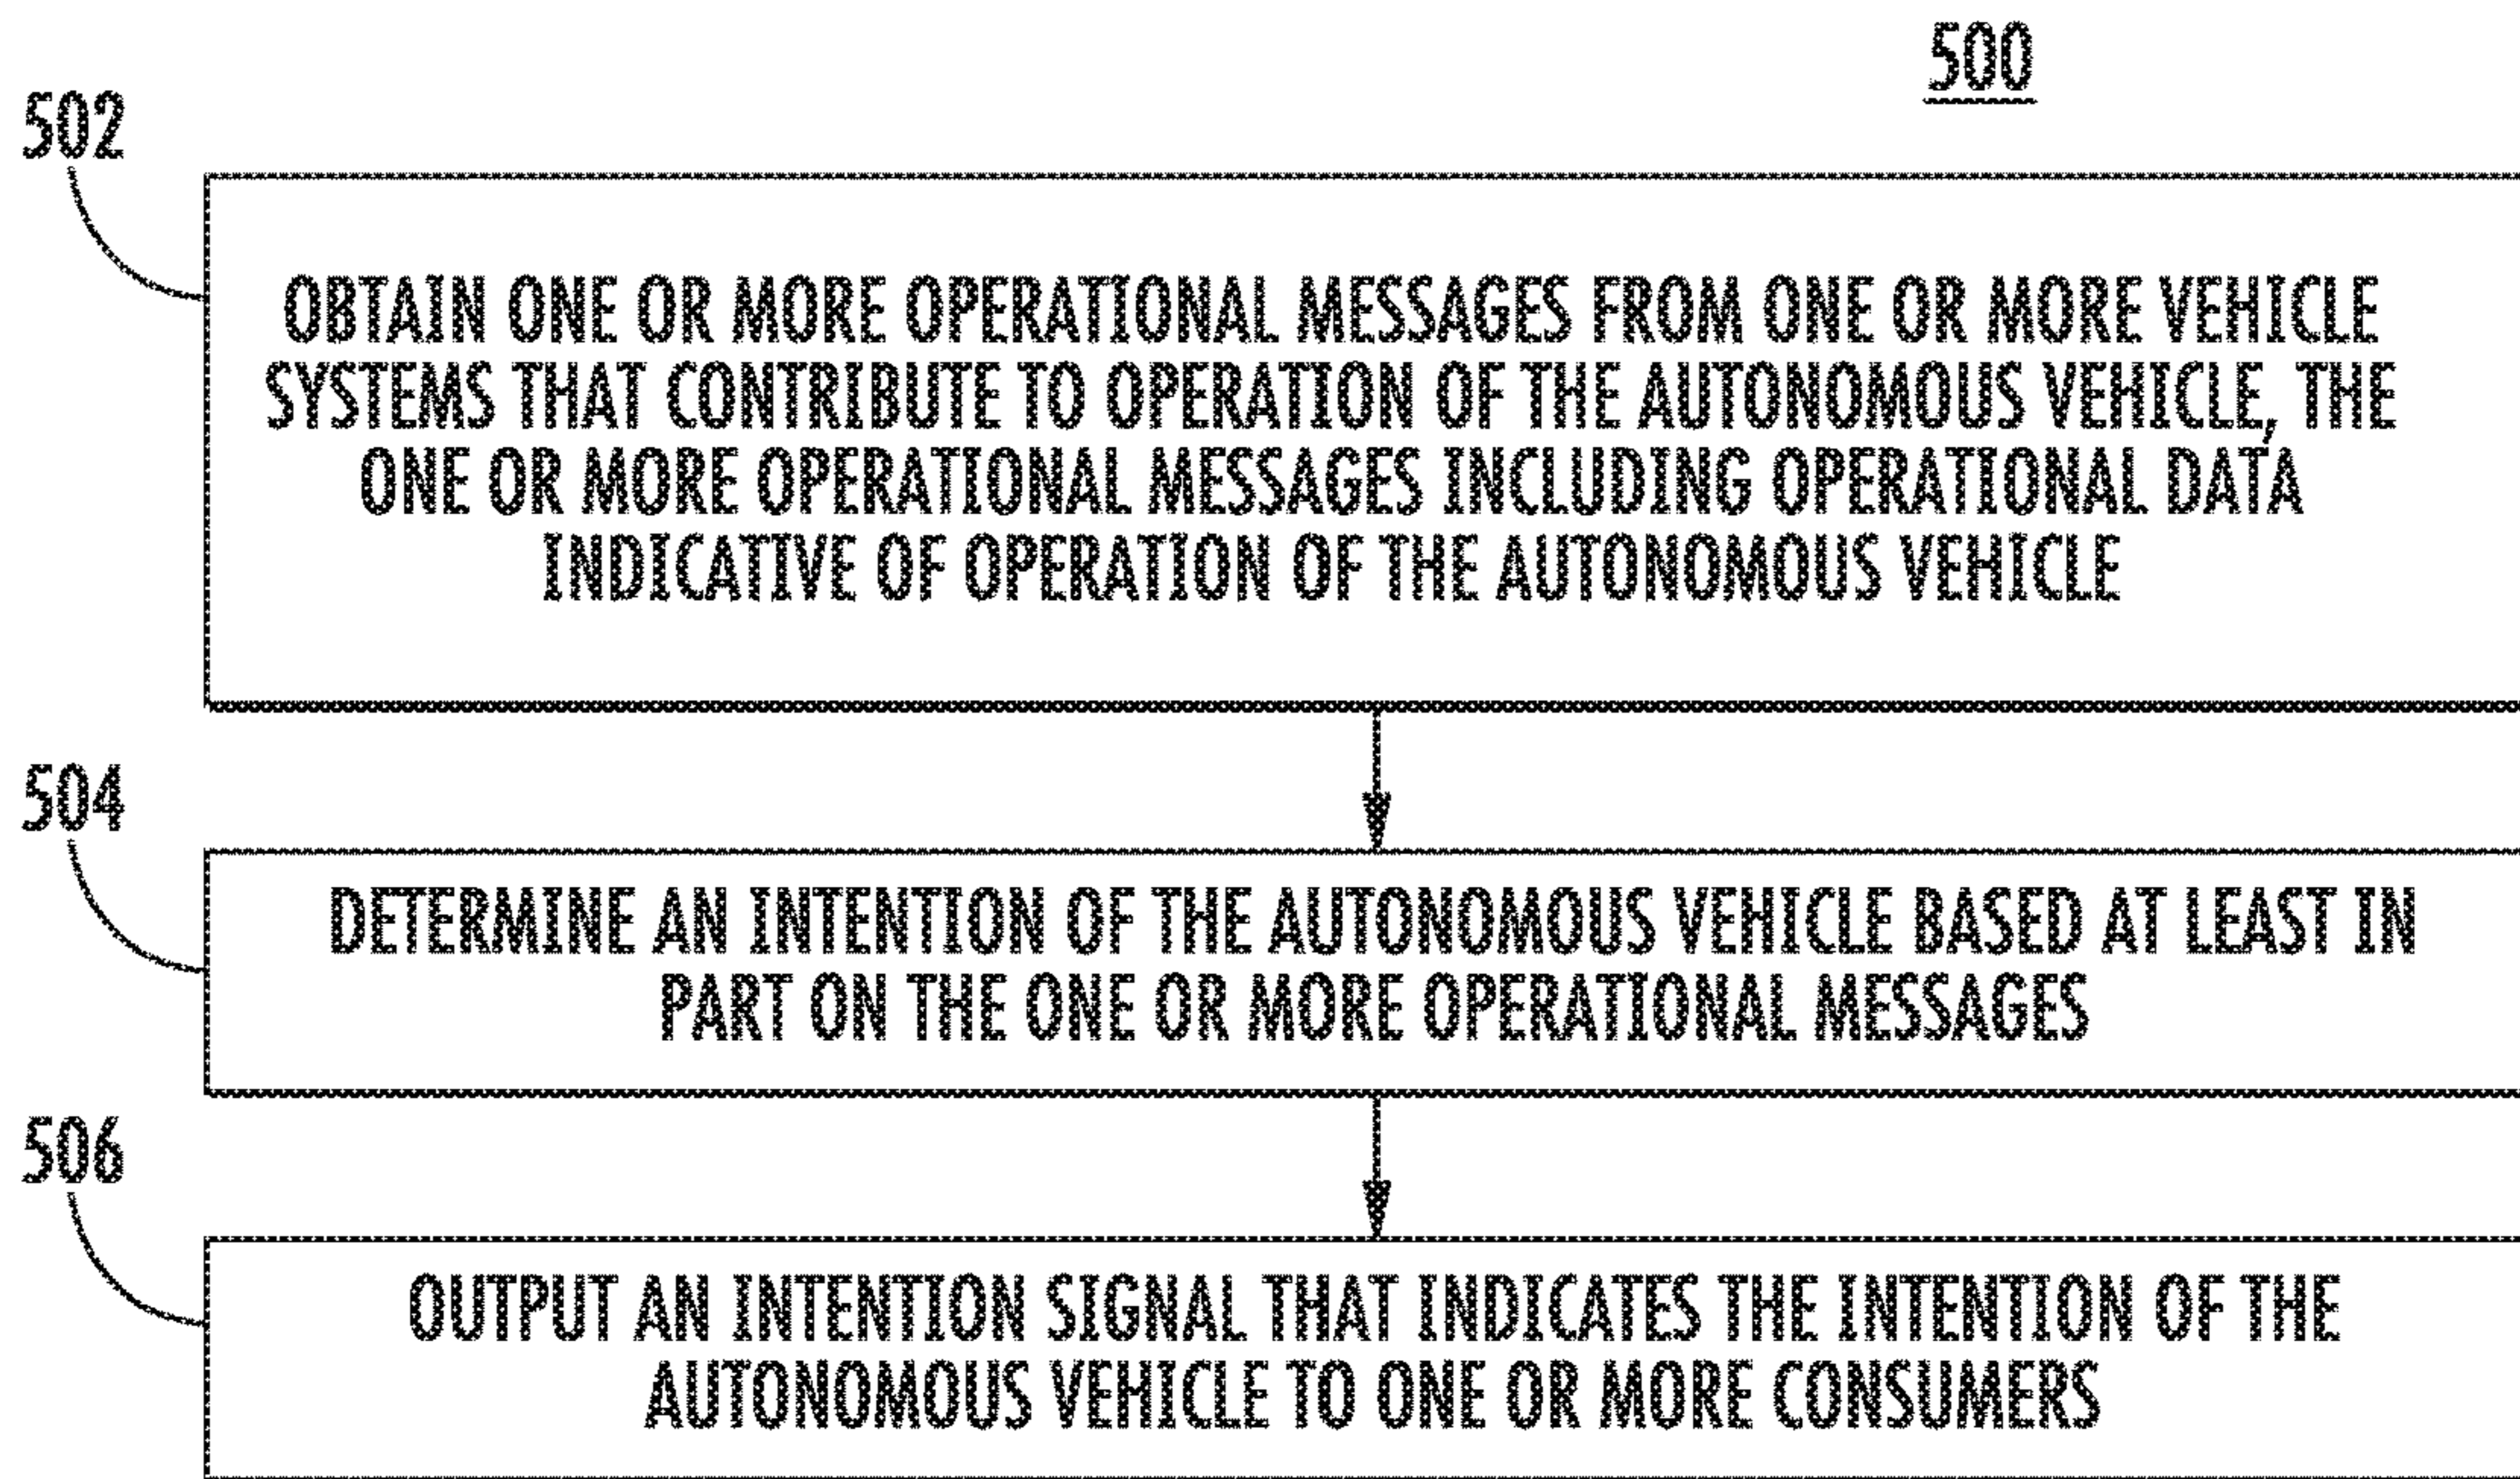 500
502
OBTAIN ONE OR MORE OPERATIONAL MESSAGES FROM ONE OR MORE VEHICLE
SYSTEMS THAT CONTRIBUTE TO OPERATION OF THE AUTONOMOUS VEHICLE, THE
ONE OR MORE OPERATIONAL MESSAGES INCLUDING OPERATIONAL DATA
INDICATIVE OF OPERATION OF THE AUTONOMOUS VEHICLE
504
DETERMINE AN INTENTION OF THE AUTONOMOUS VEHICLE BASED AT LEAST IN
PART ON THE ONE OR MORE OPERATIONAL MESSAGES
506
OUTPUT AN INTENTION SIGNAL THAT INDICATES THE INTENTION OF THE
AUTONOMOUS VEHICLE TO ONE OR MORE CONSUMERS